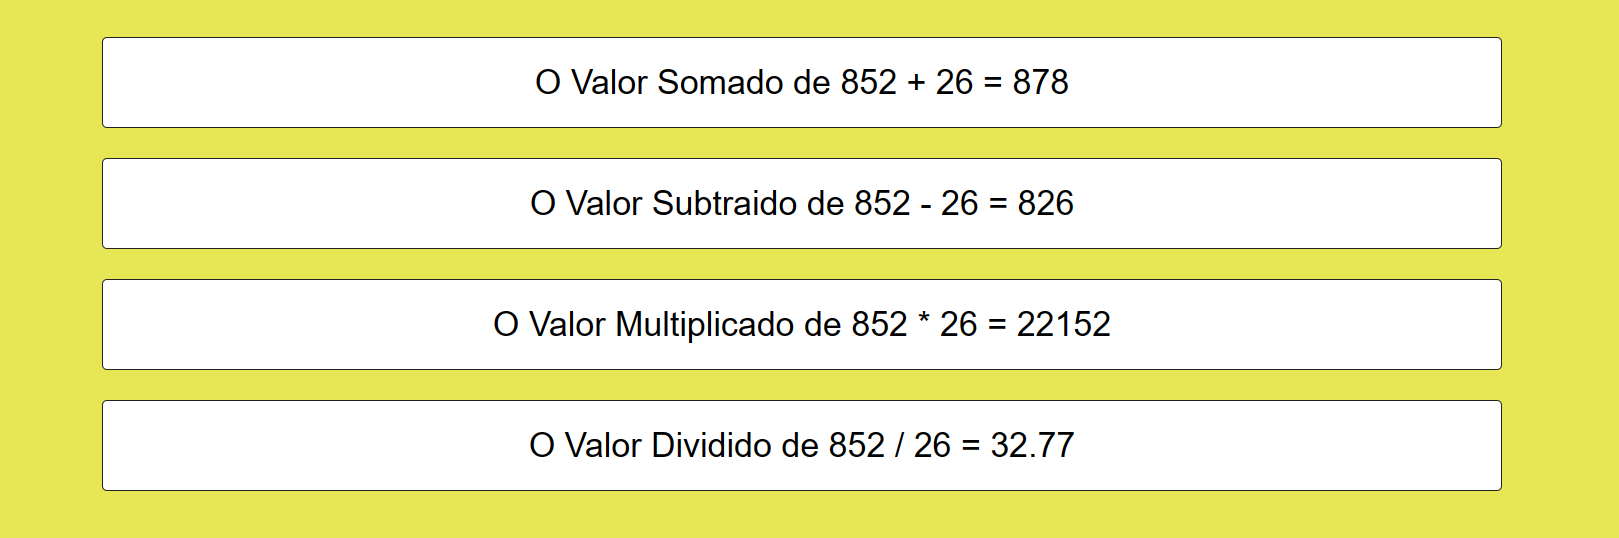 O Valor Somado de 852 + 26 = 878
O Valor Subtraido de 852 - 26 = 826
O Valor Multiplicado de 852 * 26 = 22152
O Valor Dividido de 852 / 26 = 32.77